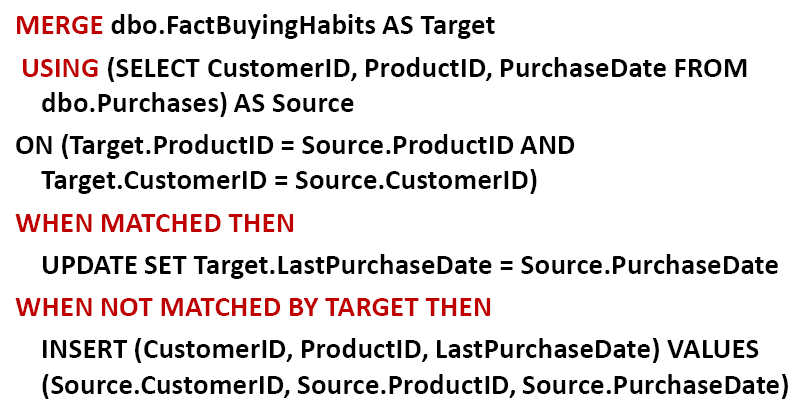 MERGE dbo.FactBuyingHabits AS Target
USING (SELECT CustomerID, ProductID, PurchaseDate FROM
dbo.Purchases) AS Source
ON (Target.ProductID = Source.ProductID AND
Target.CustomerID = Source.CustomerID)
WHEN MATCHED THEN
UPDATE SET Target.LastPurchaseDate = Source.PurchaseDate
WHEN NOT MATCHED BY TARGET THEN
INSERT (CustomerID, ProductID, LastPurchaseDate) VALUES
(Source.CustomerID, Source.ProductID, Source.PurchaseDate)